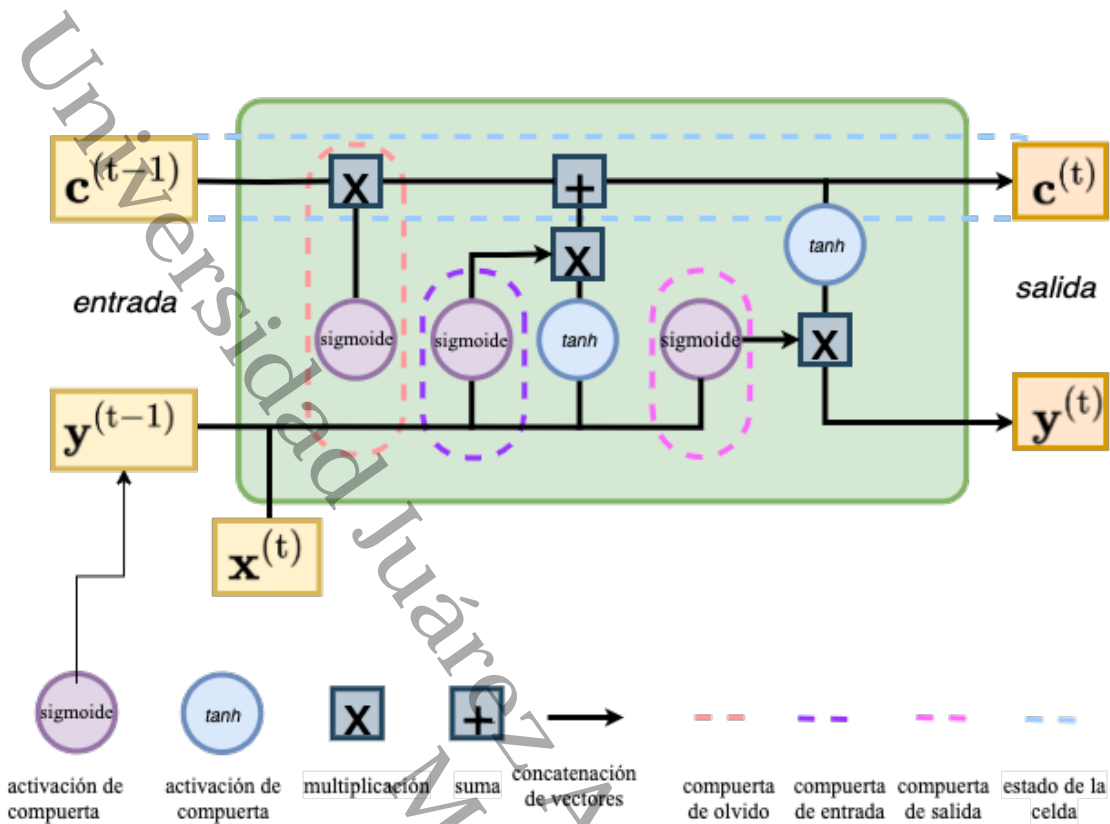 c^(t−1)
X
+
c^(t)
X
tanh
entrada
salida
sigmoide
sigmoide
tanh
sigmoide
X
y^(t−1)
y^(t)
x^(t)
sigmoide
tanh
X
+
activación de
compuerta
activación de
compuerta
multiplicación
suma
concatenación
de vectores
compuerta
de olvido
compuerta
de entrada
compuerta
de salida
estado de la
celda
Universidad Juárez A
M